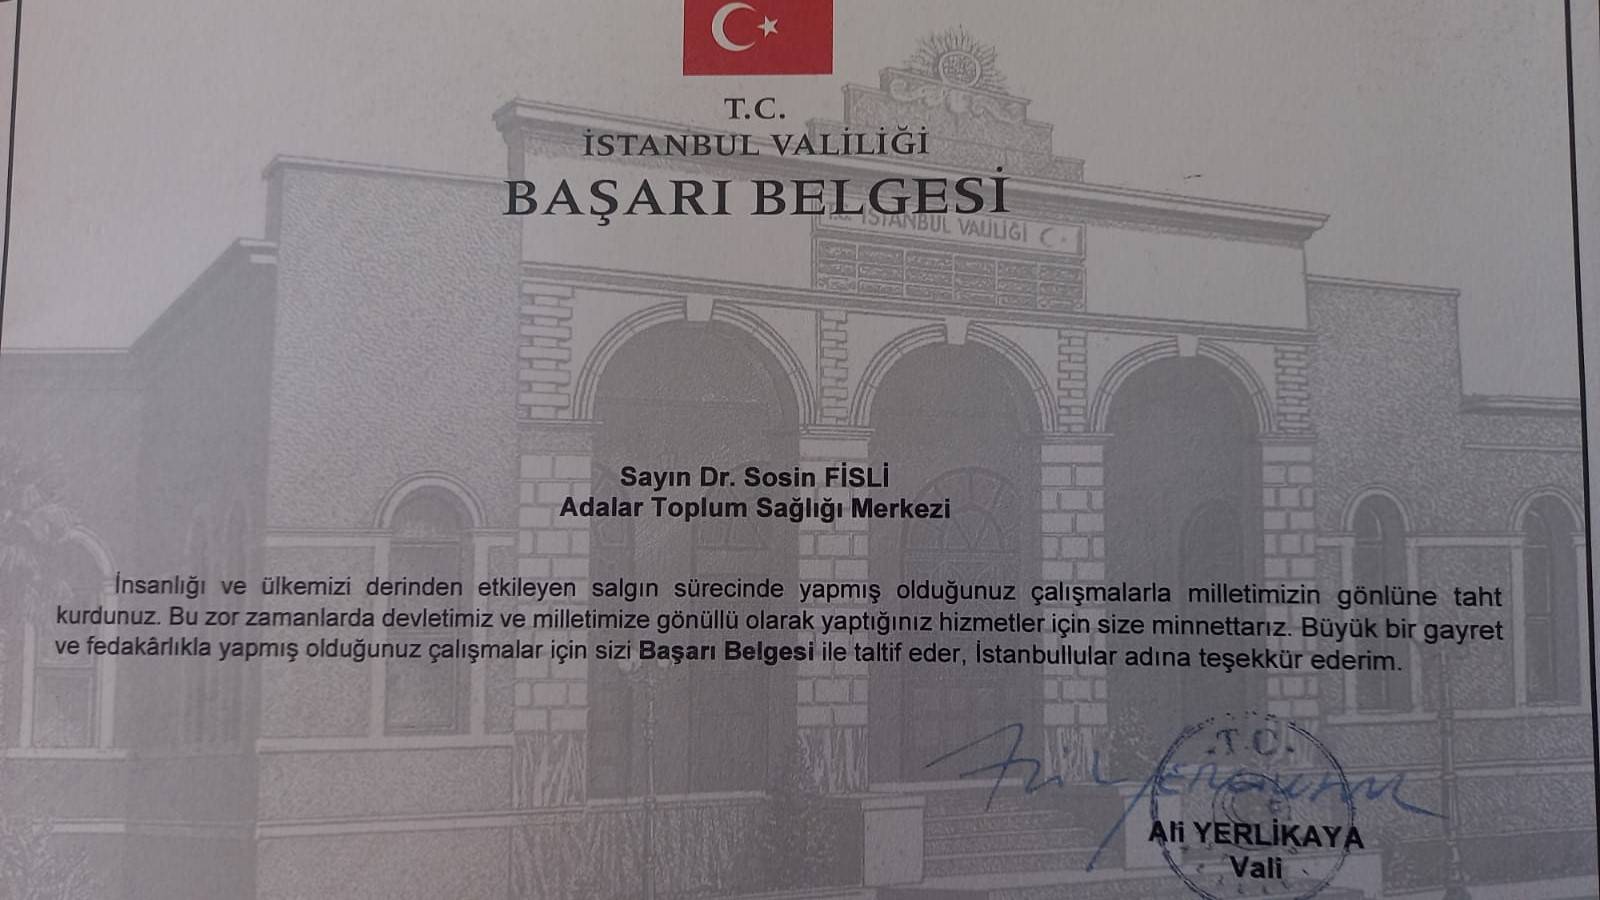 T.C.
İSTANBUL VALİLİĞİ
BAŞARI BELGESİ
T.C. İSTANBUL VALİLİĞİ
Sayın Dr. Sosin FİSLİ
Adalar Toplum Sağlığı Merkezi
İnsanlığı ve ülkemizi derinden etkileyen salgın sürecinde yapmış olduğunuz çalışmalarla milletimizin gönlüne taht
kurdunuz. Bu zor zamanlarda devletimiz ve milletimize gönüllü olarak yaptığınız hizmetler için size minnettarız. Büyük bir gayret
ve fedakârlıkla yapmış olduğunuz çalışmalar için sizi Başarı Belgesi ile taltif eder, İstanbullular adına teşekkür ederim.
T.C.
Ali YERLİKAYA
Vali